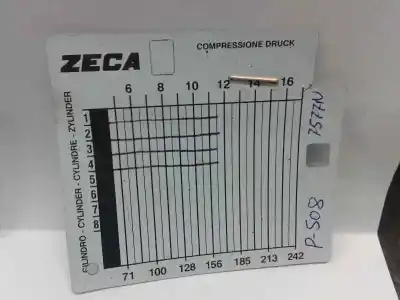 ZECA
COMPRESSIONE DRUCK
6 8 10 12 14 16
FILINDRO - CYLINDER - CYLINDRE - ZYLINDER
1
2
3
4
5
6
7
8
71 100 128 156 185 213 242
P-508 7577N